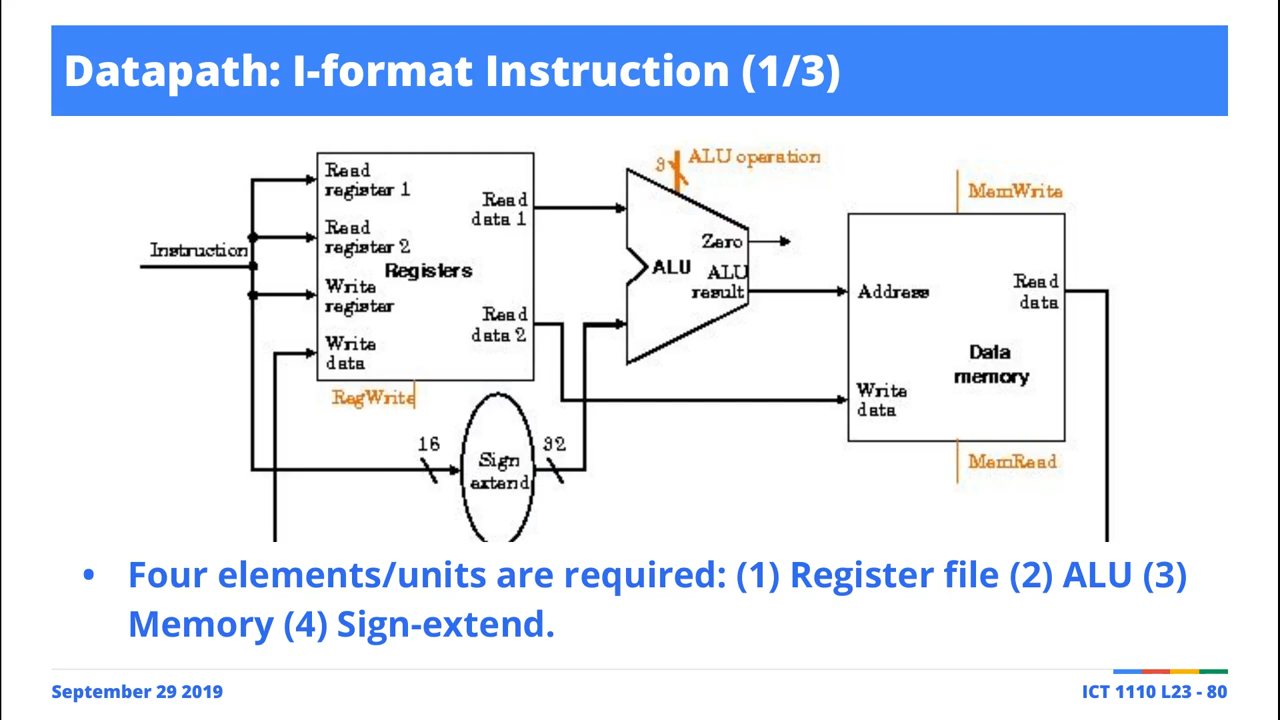 Datapath: I-format Instruction (1/3)
3
ALU operation
Read
register 1
Read
data 1
MemWrite
Read
register 2
Instruction
Registers
Zero
ALU
ALU
result
Write
register
Address
Read
data
Read
data 2
Write
data
Data
memory
RegWrite
Write
data
16
32
Sign
extend
MemRead
• Four elements/units are required: (1) Register file (2) ALU (3)
Memory (4) Sign-extend.
September 29 2019
ICT 1110 L23 - 80